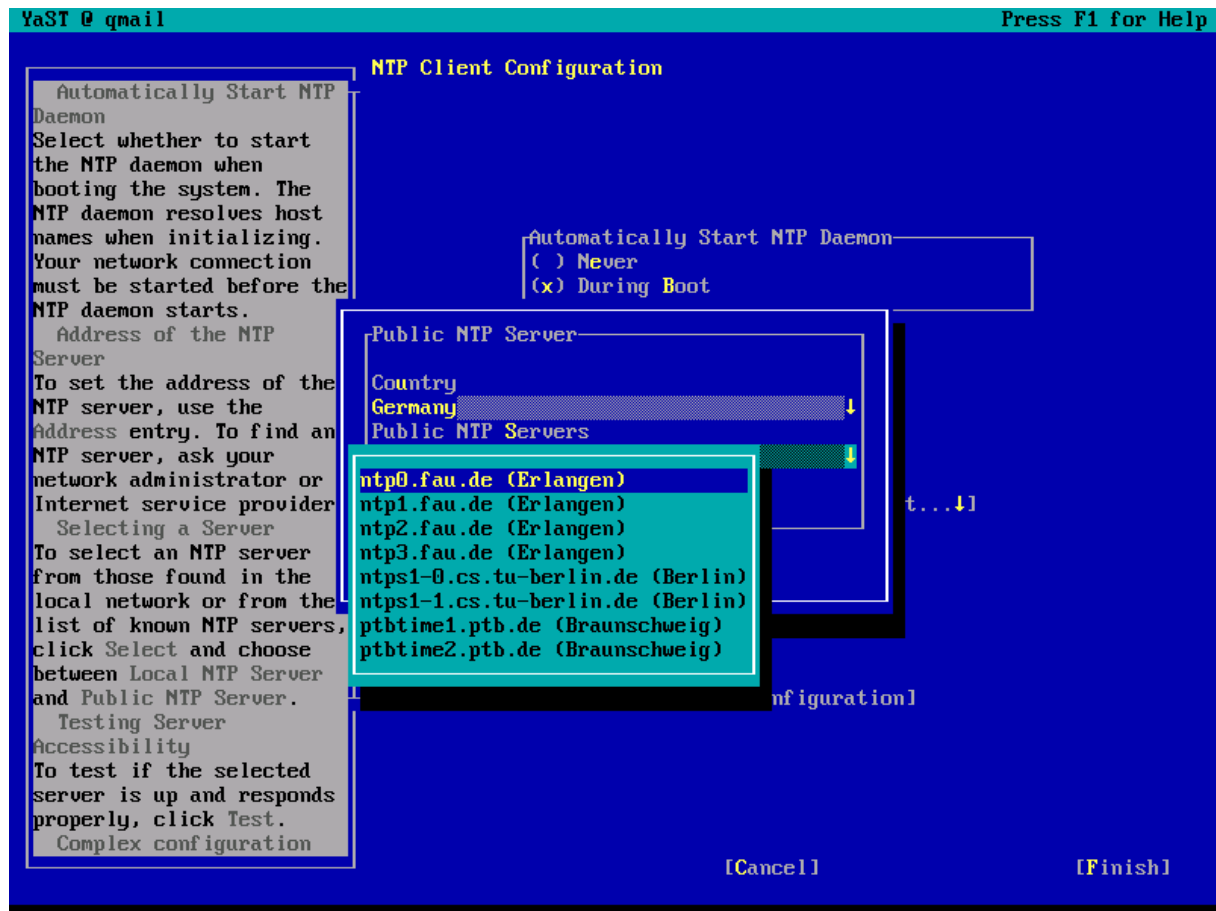 YaST @ qmail
Press F1 for Help
NTP Client Configuration
Automatically Start NTP
Daemon
Select whether to start
the NTP daemon when
booting the system. The
NTP daemon resolves host
names when initializing.
Your network connection
must be started before the
NTP daemon starts.
Address of the NTP
Server
To set the address of the
NTP server, use the
Address entry. To find an
NTP server, ask your
network administrator or
Internet service provider
Selecting a Server
To select an NTP server
from those found in the
local network or from the
list of known NTP servers,
click Select and choose
between Local NTP Server
and Public NTP Server.
Testing Server
Accessibility
To test if the selected
server is up and responds
properly, click Test.
Complex configuration
Automatically Start NTP Daemon
( ) Never
(x) During Boot
Public NTP Server
Country
Germany
Public NTP Servers
ntp0.fau.de (Erlangen)
ntp1.fau.de (Erlangen)
ntp2.fau.de (Erlangen)
ntp3.fau.de (Erlangen)
ntps1-0.cs.tu-berlin.de (Berlin)
ntps1-1.cs.tu-berlin.de (Berlin)
ptbtime1.ptb.de (Braunschweig)
ptbtime2.ptb.de (Braunschweig)
t...↓]
nfiguration]
[Cancel]
[Finish]